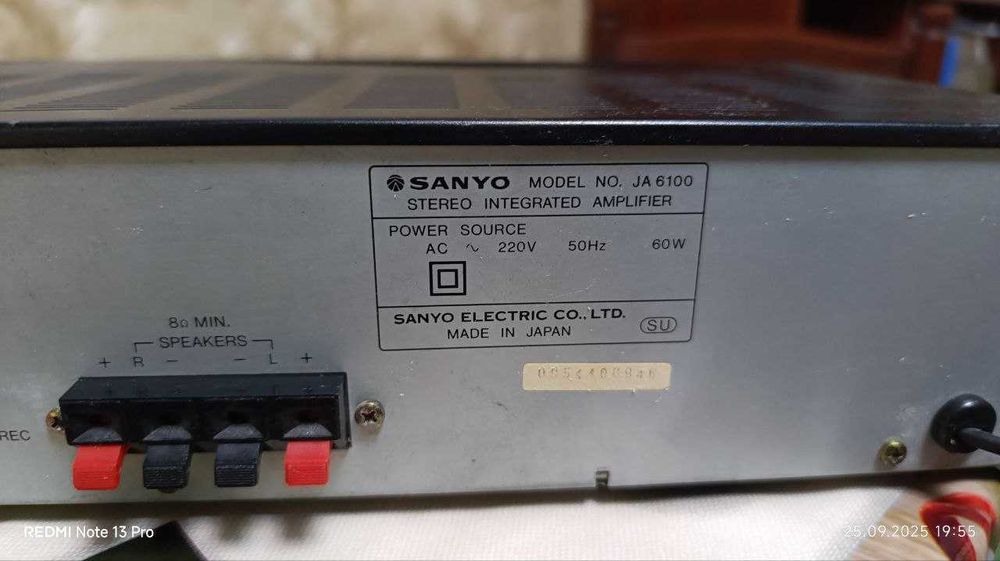 SANYO MODEL NO. JA 6100
STEREO INTEGRATED AMPLIFIER
POWER SOURCE
AC ~ 220V 50Hz 60W
SANYO ELECTRIC CO., LTD.
MADE IN JAPAN
SU
8Ω MIN.
SPEAKERS
+ R − − L +
REC
REDMI Note 13 Pro
25.09.2025 19:55